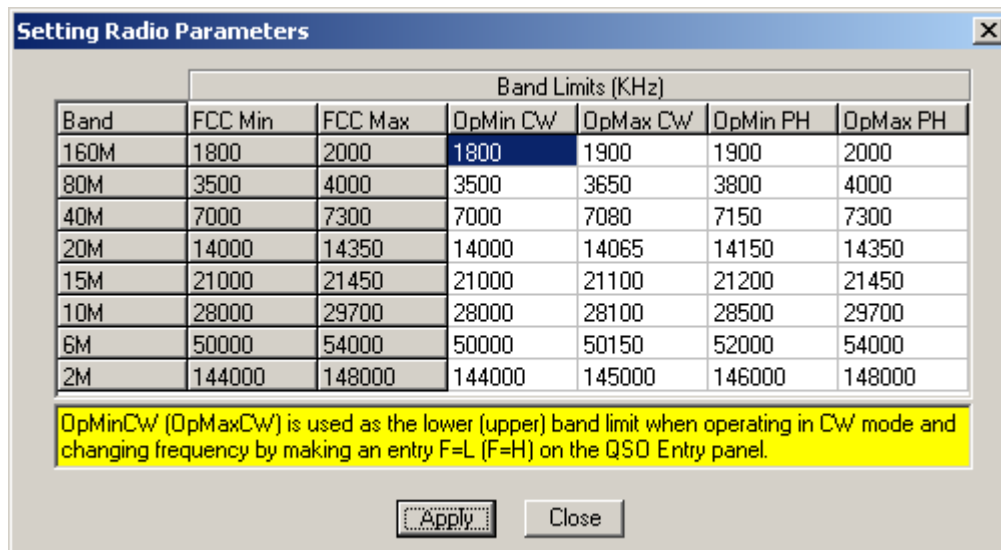 Setting Radio Parameters
Band Limits (KHz)
Band FCC Min FCC Max OpMin CW OpMax CW OpMin PH OpMax PH
160M 1800 2000 1800 1900 1900 2000
80M 3500 4000 3500 3650 3800 4000
40M 7000 7300 7000 7080 7150 7300
20M 14000 14350 14000 14065 14150 14350
15M 21000 21450 21000 21100 21200 21450
10M 28000 29700 28000 28100 28500 29700
6M 50000 54000 50000 50150 52000 54000
2M 144000 148000 144000 145000 146000 148000
OpMinCW (OpMaxCW) is used as the lower (upper) band limit when operating in CW mode and
changing frequency by making an entry F=L (F=H) on the QSO Entry panel.
Apply Close